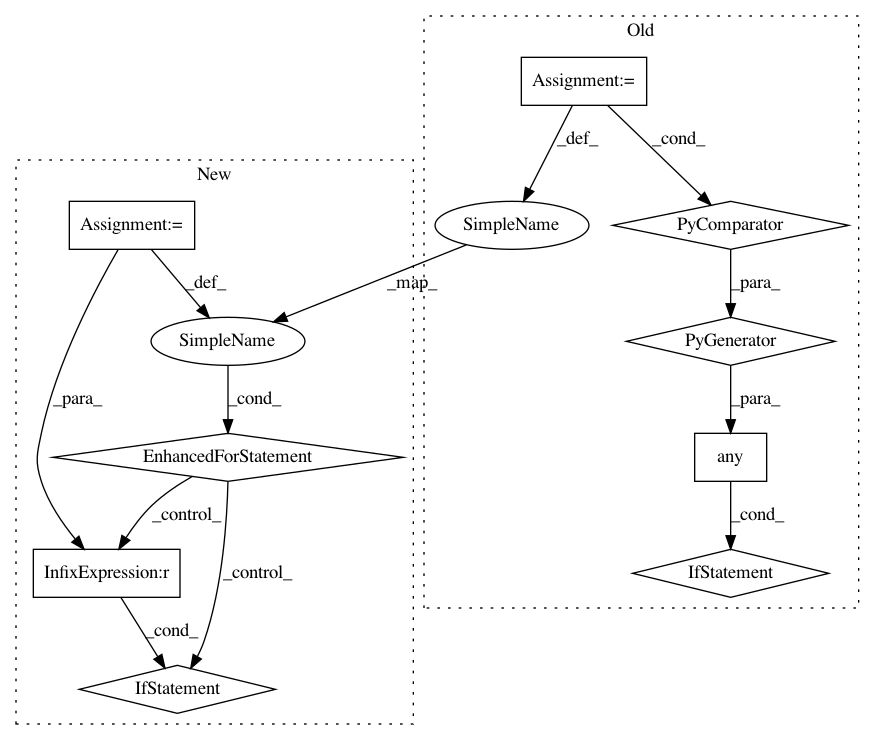 Old
Assignment:=
_def_
_cond_
New
Assignment:=
SimpleName
PyComparator
_def_
_map_
_para_
SimpleName
PyGenerator
_para_
_cond_
_para_
EnhancedForStatement
any
_control_
_cond_
_control_
InfixExpression:r
IfStatement
_cond_
IfStatement